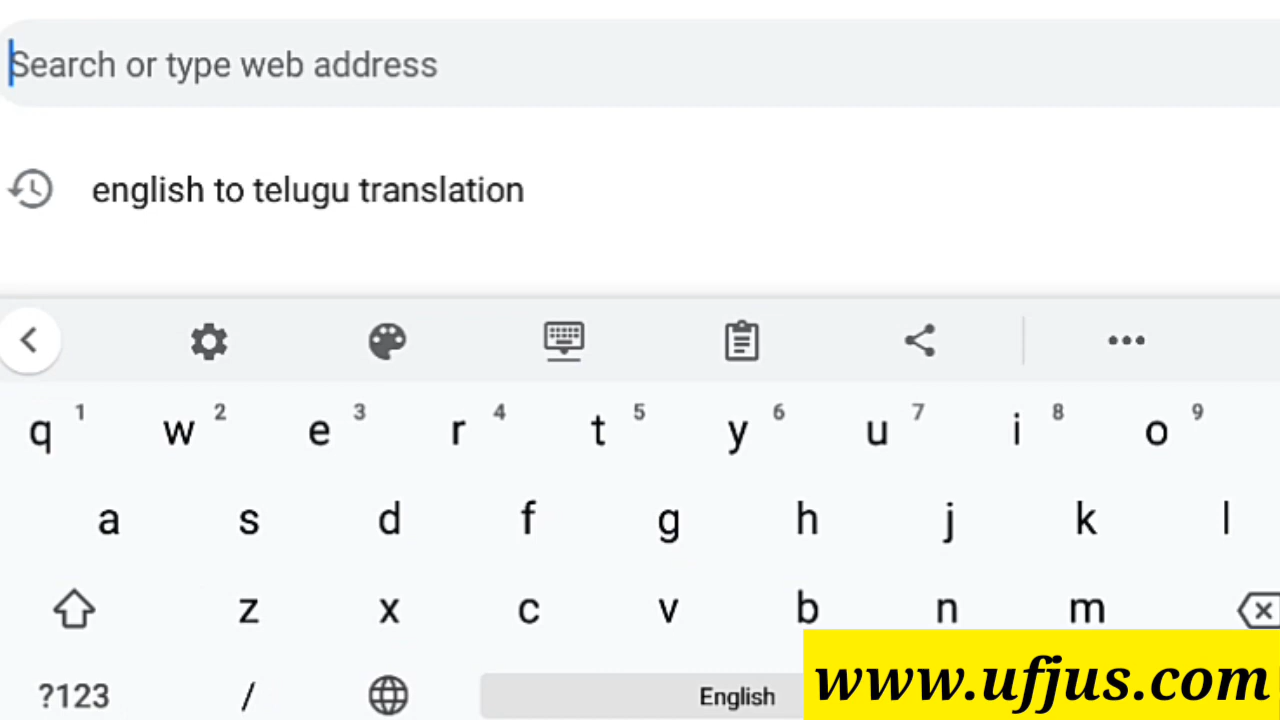 Search or type web address
english to telugu translation
q 1 w 2 e 3 r 4 t 5 y 6 u 7 i 8 o 9
a s d f g h j k l
z x c v b n m
?123 / English
www.ufjus.com